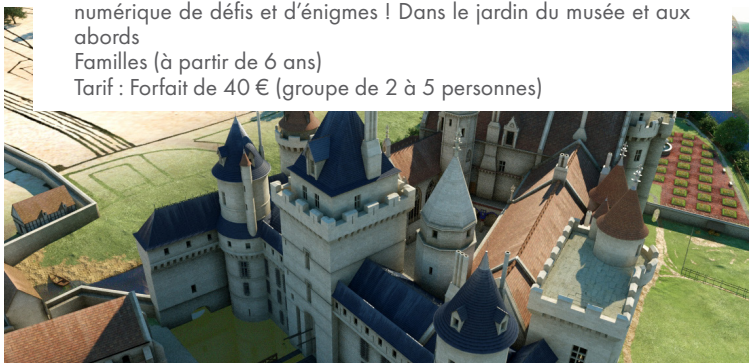 numérique de défis et d’énigmes ! Dans le jardin du musée et aux
abords
Familles (à partir de 6 ans)
Tarif : Forfait de 40 € (groupe de 2 à 5 personnes)